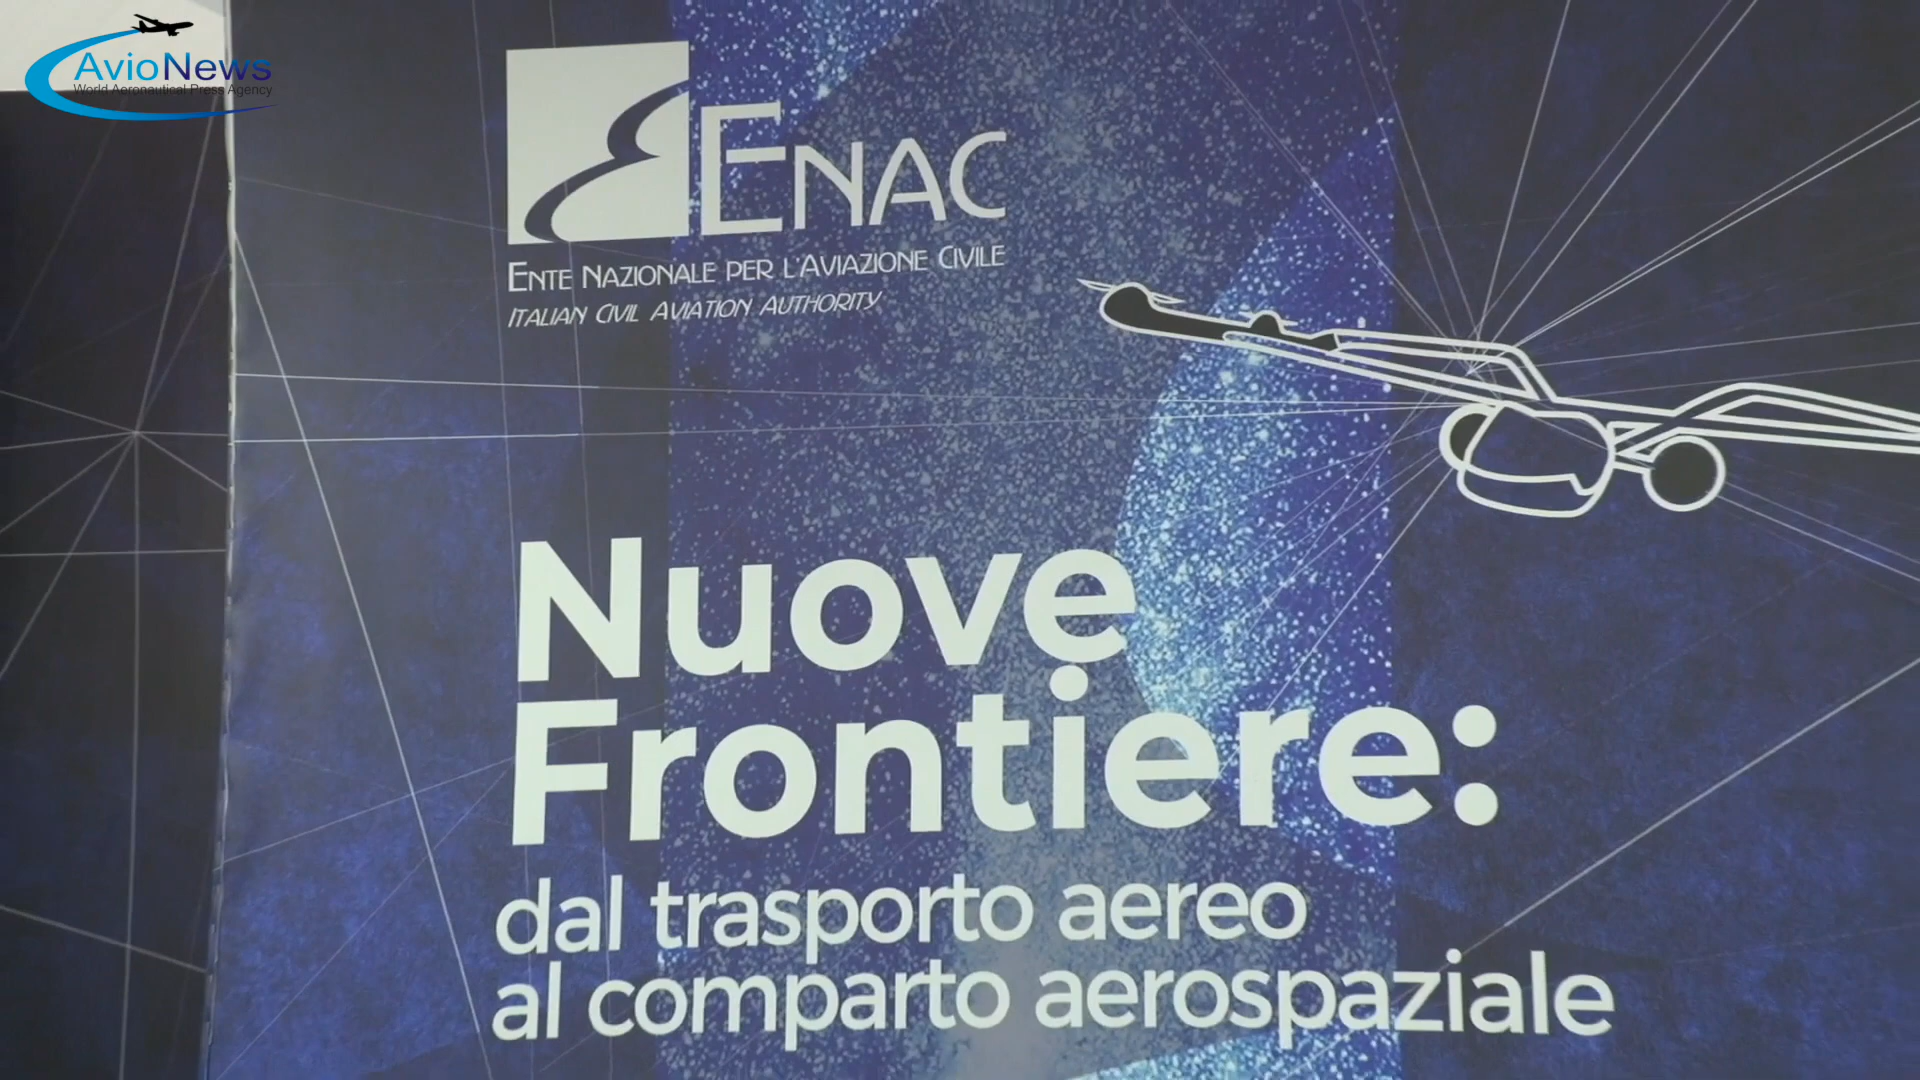 AvioNews
World Aeronautical Press Agency
ENAC
ENTE NAZIONALE PER L'AVIAZIONE CIVILE
ITALIAN CIVIL AVIATION AUTHORITY
Nuove
Frontiere:
dal trasporto aereo
al comparto aerospaziale